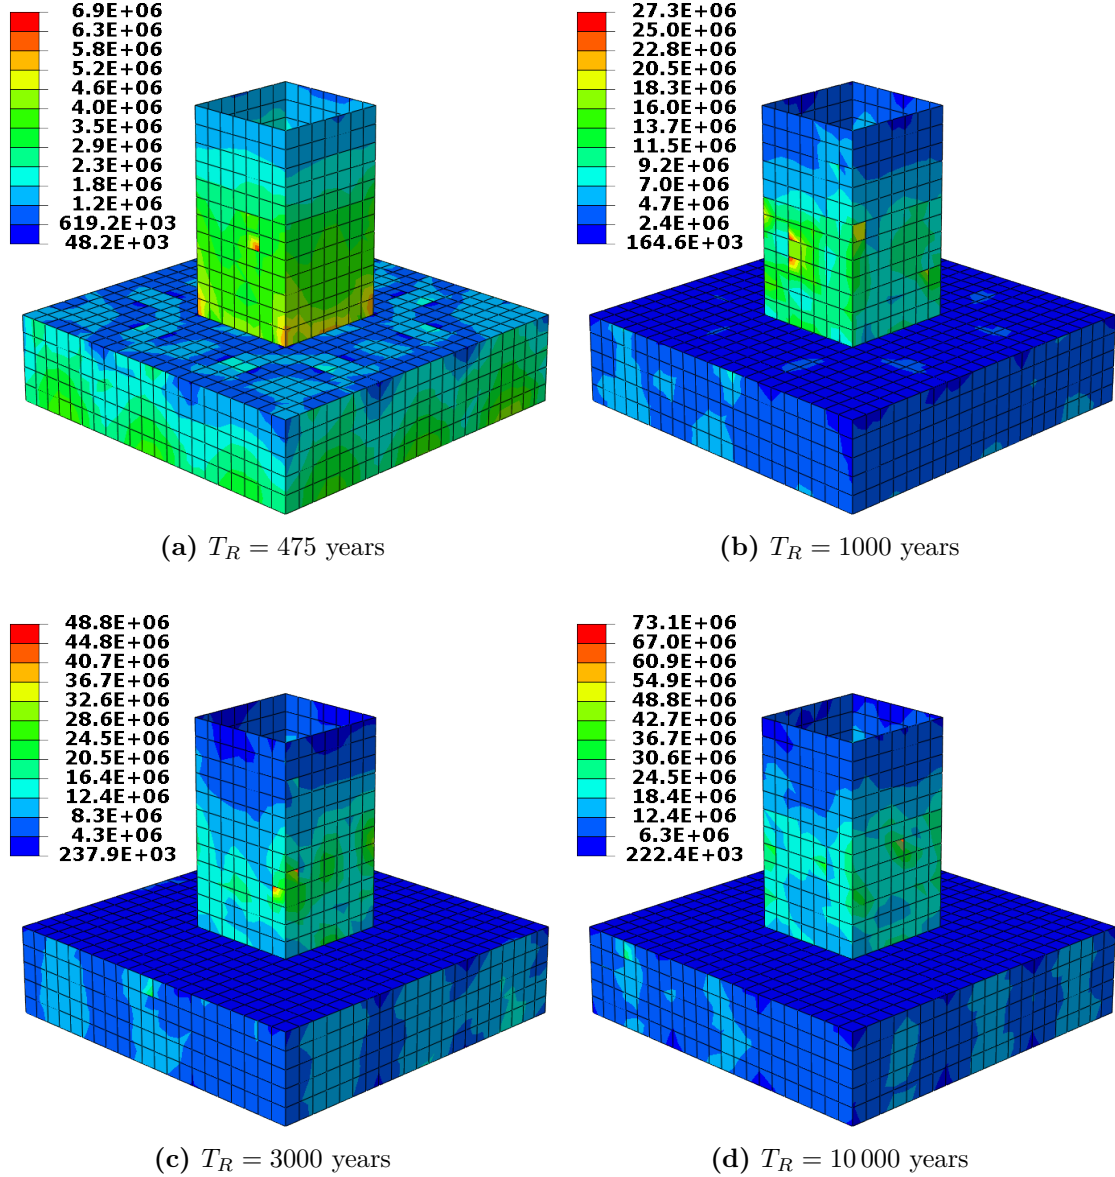 6.9E+06
6.3E+06
5.8E+06
5.2E+06
4.6E+06
4.0E+06
3.5E+06
2.9E+06
2.3E+06
1.8E+06
1.2E+06
619.2E+03
48.2E+03
(a) T_R = 475 years
27.3E+06
25.0E+06
22.8E+06
20.5E+06
18.3E+06
16.0E+06
13.7E+06
11.5E+06
9.2E+06
7.0E+06
4.7E+06
2.4E+06
164.6E+03
(b) T_R = 1000 years
48.8E+06
44.8E+06
40.7E+06
36.7E+06
32.6E+06
28.6E+06
24.5E+06
20.5E+06
16.4E+06
12.4E+06
8.3E+06
4.3E+06
237.9E+03
(c) T_R = 3000 years
73.1E+06
67.0E+06
60.9E+06
54.9E+06
48.8E+06
42.7E+06
36.7E+06
30.6E+06
24.5E+06
18.4E+06
12.4E+06
6.3E+06
222.4E+03
(d) T_R = 10 000 years